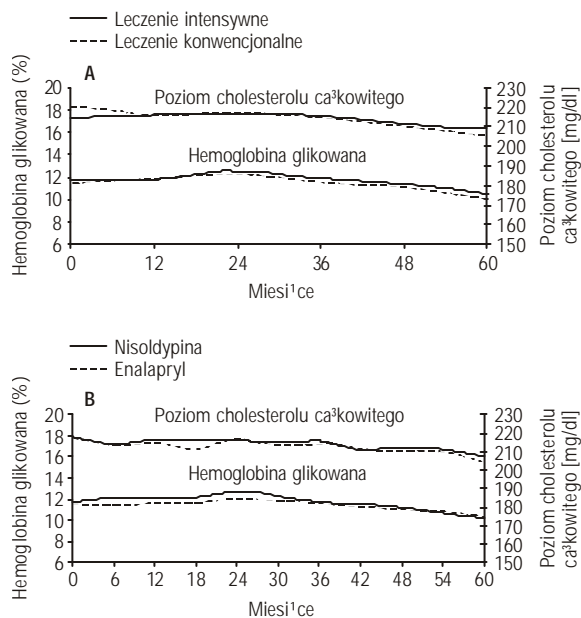 Leczenie intensywne
Leczenie konwencjonalne
A
Hemoglobina glikowana (%)
20
18
16
14
12
10
8
6
Poziom cholesterolu ca³kowitego
Hemoglobina glikowana
230
220
210
200
190
180
170
160
150
Poziom cholesterolu
ca³kowitego [mg/dl]
0 12 24 36 48 60
Miesi¹ce
Nisoldypina
Enalapryl
B
Hemoglobina glikowana (%)
20
18
16
14
12
10
8
6
Poziom cholesterolu ca³kowitego
Hemoglobina glikowana
230
220
210
200
190
180
170
160
150
Poziom cholesterolu
ca³kowitego [mg/dl]
0 6 12 18 24 30 36 42 48 54 60
Miesi¹ce